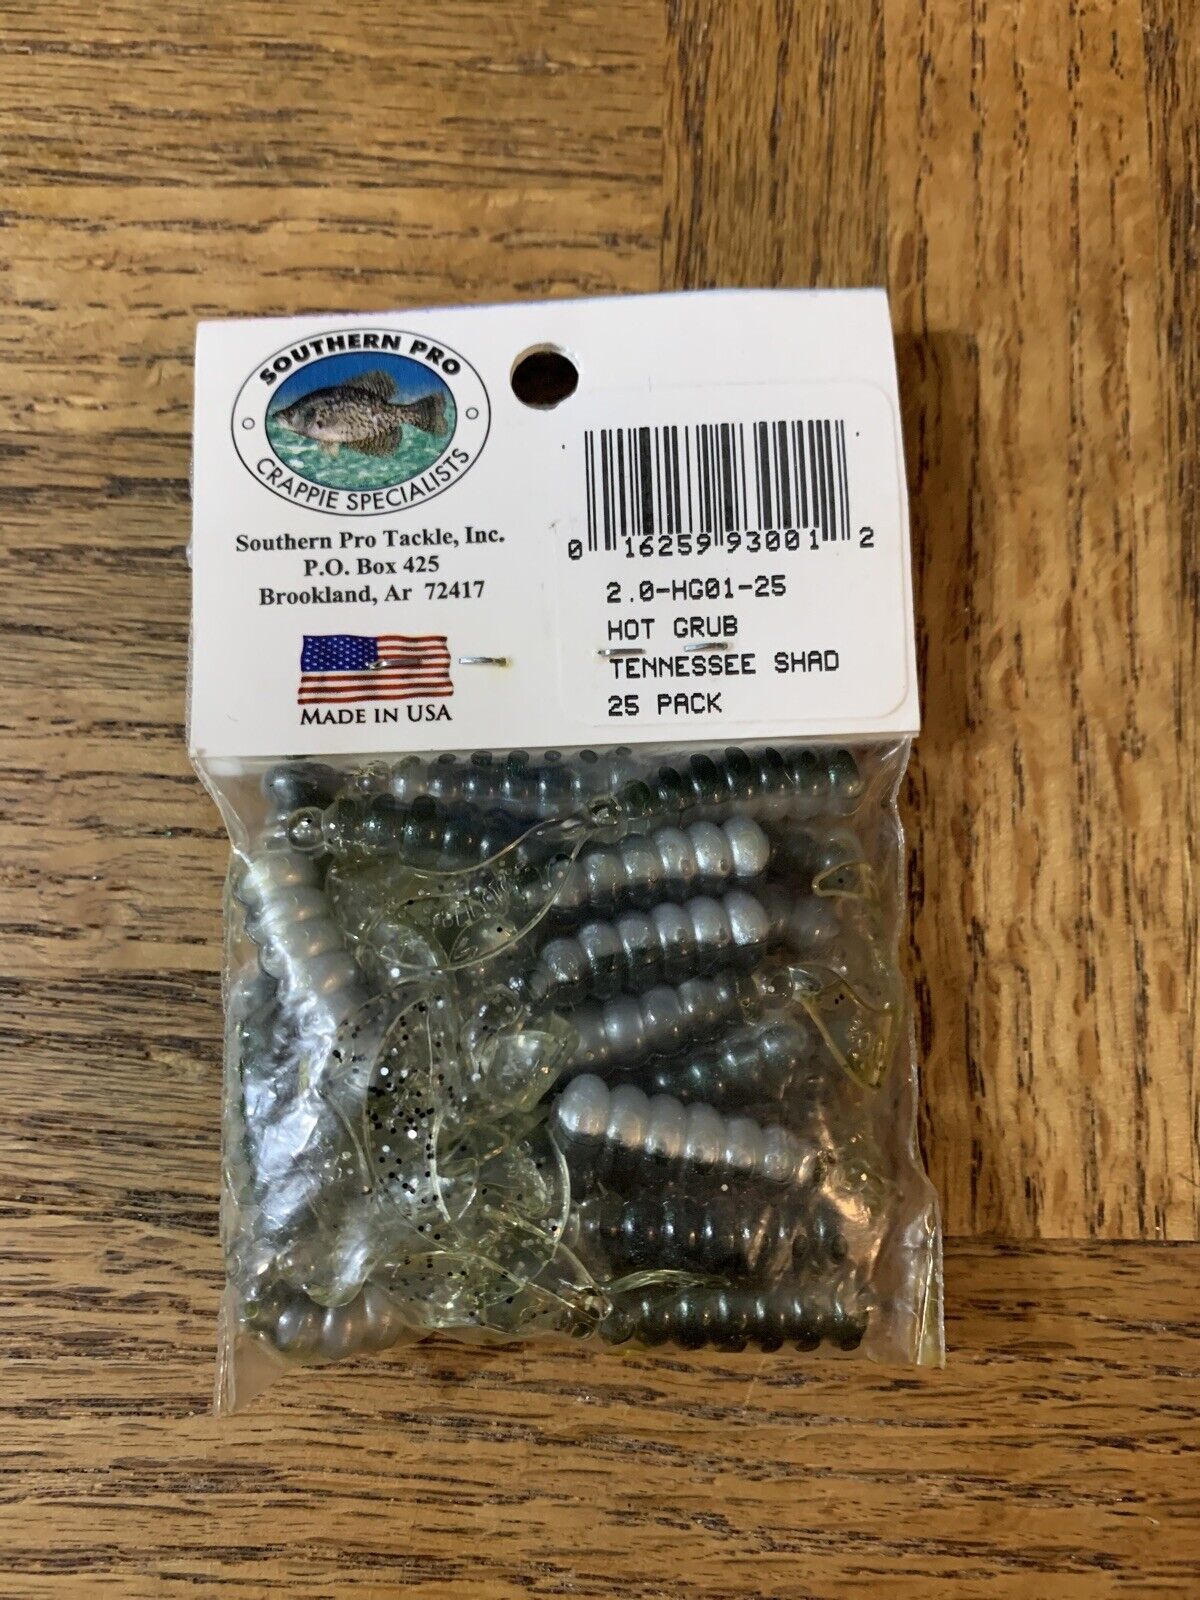 SOUTHERN PRO
CRAPPIE SPECIALISTS
Southern Pro Tackle, Inc.
P.O. Box 425
Brookland, Ar 72417
MADE IN USA
0 16259 93001 2
2.0-HG01-25
HOT GRUB
TENNESSEE SHAD
25 PACK